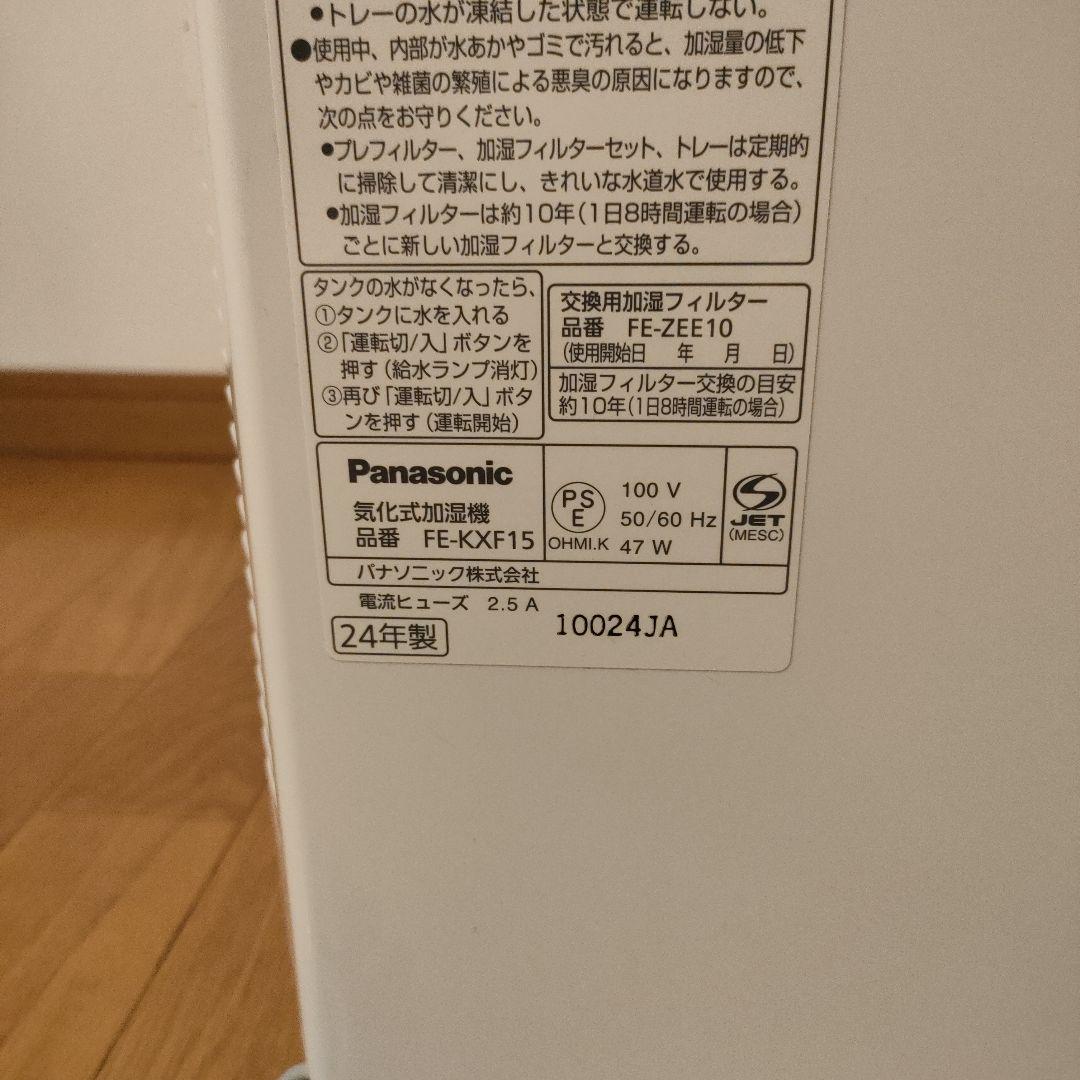 •トレーの水が凍結した状態で運転しない。
●使用中、内部が水あかやゴミで汚れると、加湿量の低下
やカビや雑菌の繁殖による悪臭の原因になりますので、
次の点をお守りください。
•プレフィルター、加湿フィルターセット、トレーは定期的
に掃除して清潔にし、きれいな水道水で使用する。
•加湿フィルターは約10年(1日8時間運転の場合)
ごとに新しい加湿フィルターと交換する。
タンクの水がなくなったら、
①タンクに水を入れる
②「運転切/入」ボタンを
押す(給水ランプ消灯)
③再び「運転切/入」ボタ
ンを押す(運転開始)
交換用加湿フィルター
品番 FE-ZEE10
(使用開始日 年 月 日)
加湿フィルター交換の目安
約10年(1日8時間運転の場合)
Panasonic
気化式加湿機
品番 FE-KXF15
PS
E
OHMI.K
100 V
50/60 Hz
47 W
JET
(MESC)
パナソニック株式会社
電流ヒューズ 2.5 A
24年製
10024JA